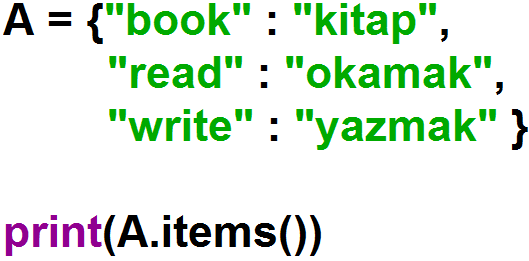 A = {"book" : "kitap",
"read" : "okamak",
"write" : "yazmak" }
print(A.items())